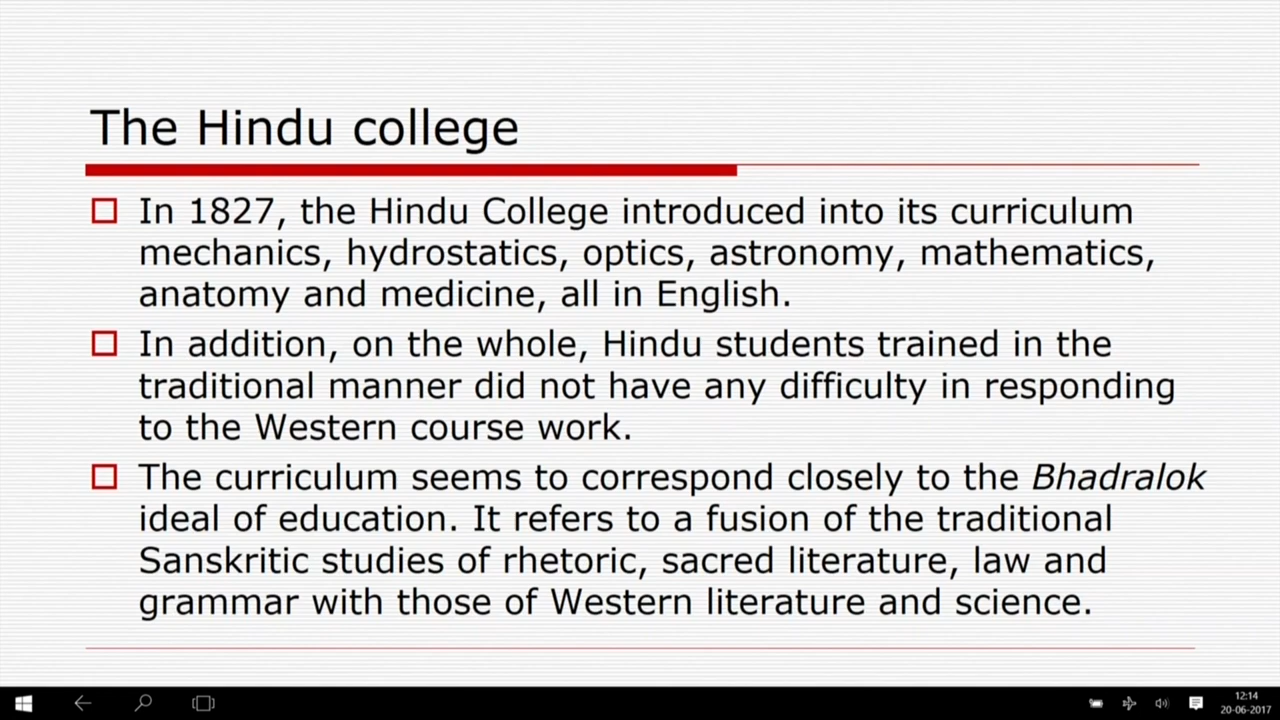 The Hindu college
In 1827, the Hindu College introduced into its curriculum
mechanics, hydrostatics, optics, astronomy, mathematics,
anatomy and medicine, all in English.
In addition, on the whole, Hindu students trained in the
traditional manner did not have any difficulty in responding
to the Western course work.
The curriculum seems to correspond closely to the Bhadralok
ideal of education. It refers to a fusion of the traditional
Sanskritic studies of rhetoric, sacred literature, law and
grammar with those of Western literature and science.
12:14
20-06-2017